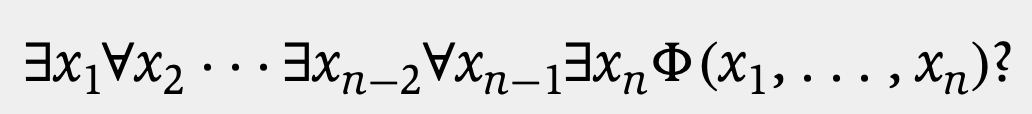 ∃x₁∀x₂ · · · ∃xₙ₋₂∀xₙ₋₁∃xₙΦ(x₁, . . . , xₙ)?